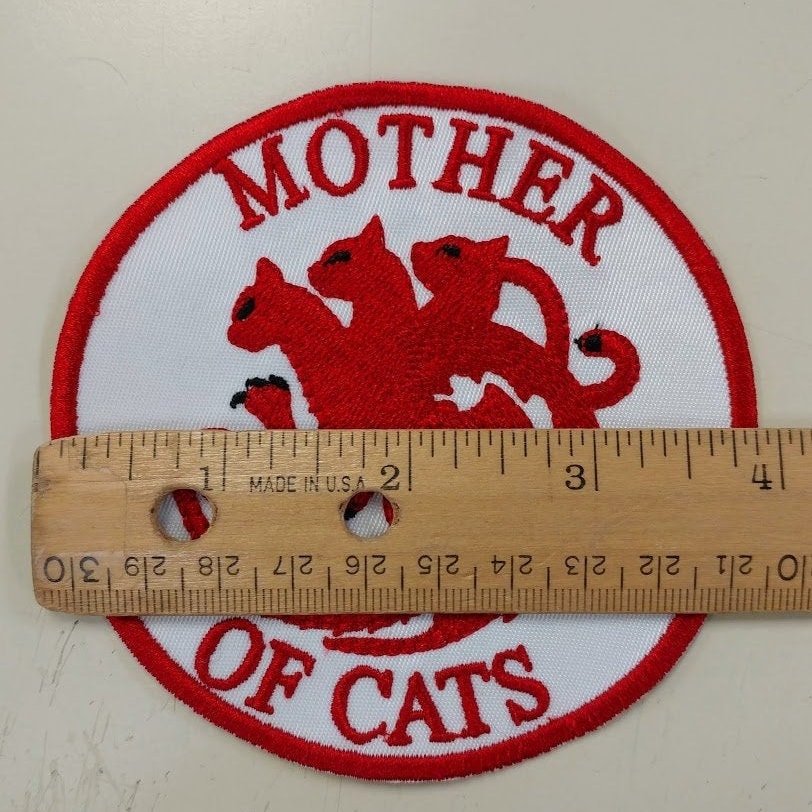 MOTHER
1 MADE IN U.S.A 2 3 4
30 29 28 27 26 25 24 23 22 21 20
OF CATS